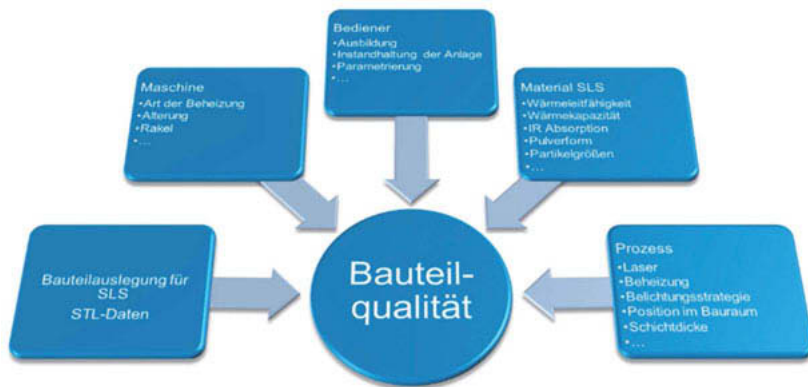 Bediener
•Ausbildung
•Instandhaltung der Anlage
•Parametrierung
•...
Maschine
•Art der Beheizung
•Alterung
•Rakel
•...
Material SLS
•Wärmeleitfähigkeit
•Wärmekapazität
•IR Absorption
•Pulverform
•Partikelgrößen
•...
Bauteilauslegung für
SLS
STL-Daten
Bauteil-
qualität
Prozess
•Laser
•Beheizung
•Belichtungsstrategie
•Position im Bauraum
•Schichtdicke
•...